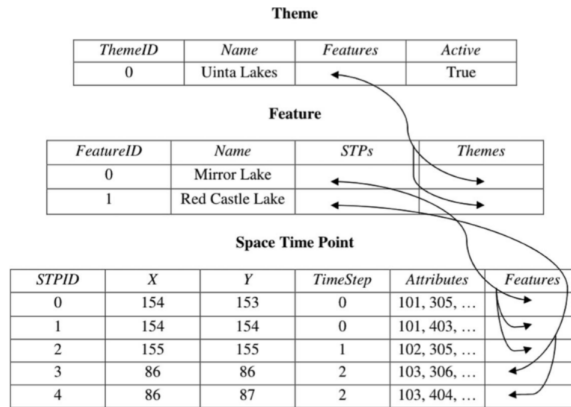 Theme
ThemeID Name Features Active
0 Uinta Lakes True
Feature
FeatureID Name STPs Themes
0 Mirror Lake
1 Red Castle Lake
Space Time Point
STPID X Y TimeStep Attributes Features
0 154 153 0 101, 305, …
1 154 154 0 101, 403, …
2 155 155 1 102, 305, …
3 86 86 2 103, 306, …
4 86 87 2 103, 404, …